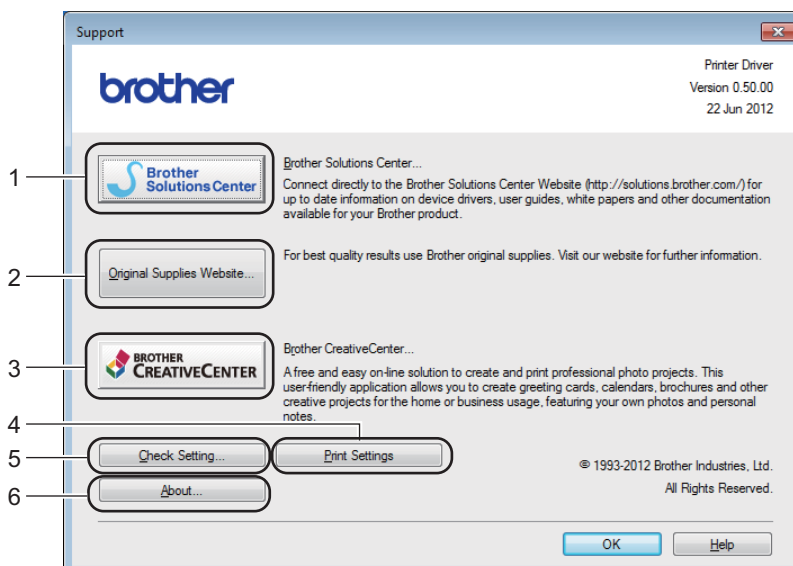 Support
brother
Printer Driver
Version 0.50.00
22 Jun 2012
1
Brother
Solutions Center
Brother Solutions Center...
Connect directly to the Brother Solutions Center Website (http://solutions.brother.com/) for
up to date information on device drivers, user guides, white papers and other documentation
available for your Brother product.
2
Original Supplies Website...
For best quality results use Brother original supplies. Visit our website for further information.
3
BROTHER
CREATIVECENTER
Brother CreativeCenter...
A free and easy on-line solution to create and print professional photo projects. This
user-friendly application allows you to create greeting cards, calendars, brochures and other
creative projects for the home or business usage, featuring your own photos and personal
notes.
4
5
Check Setting...
Print Settings
6
About...
© 1993-2012 Brother Industries, Ltd.
All Rights Reserved.
OK
Help